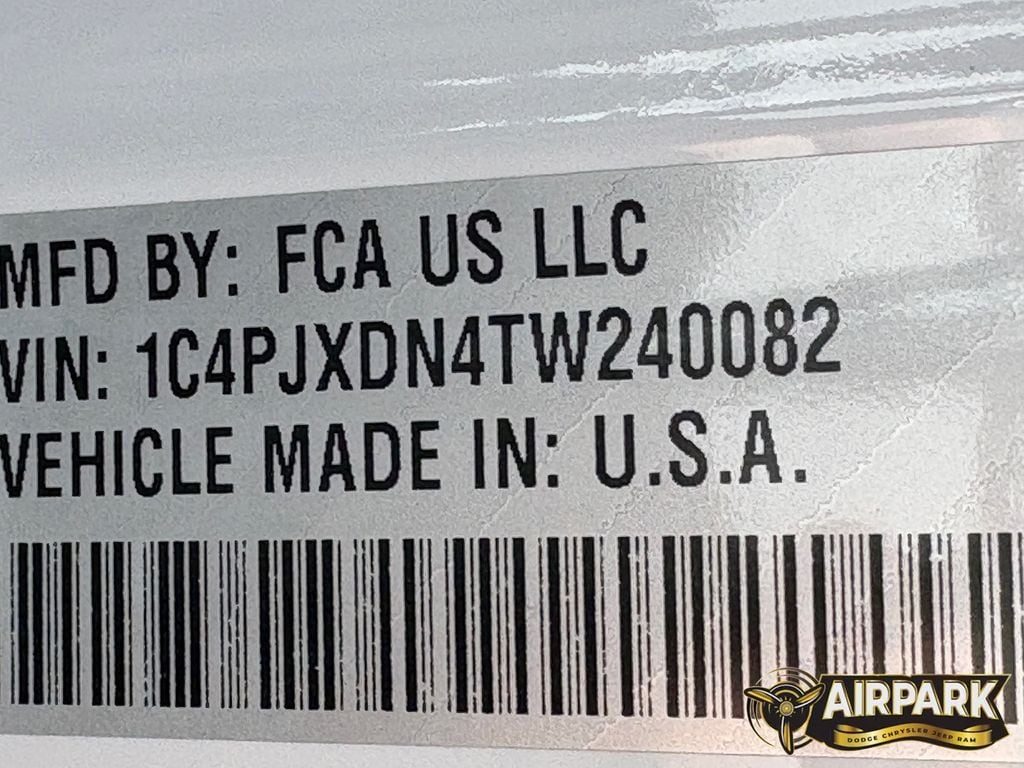 MFD BY: FCA US LLC
VIN: 1C4PJXDN4TW240082
VEHICLE MADE IN: U.S.A.
AIRPARK
DODGE CHRYSLER JEEP RAM